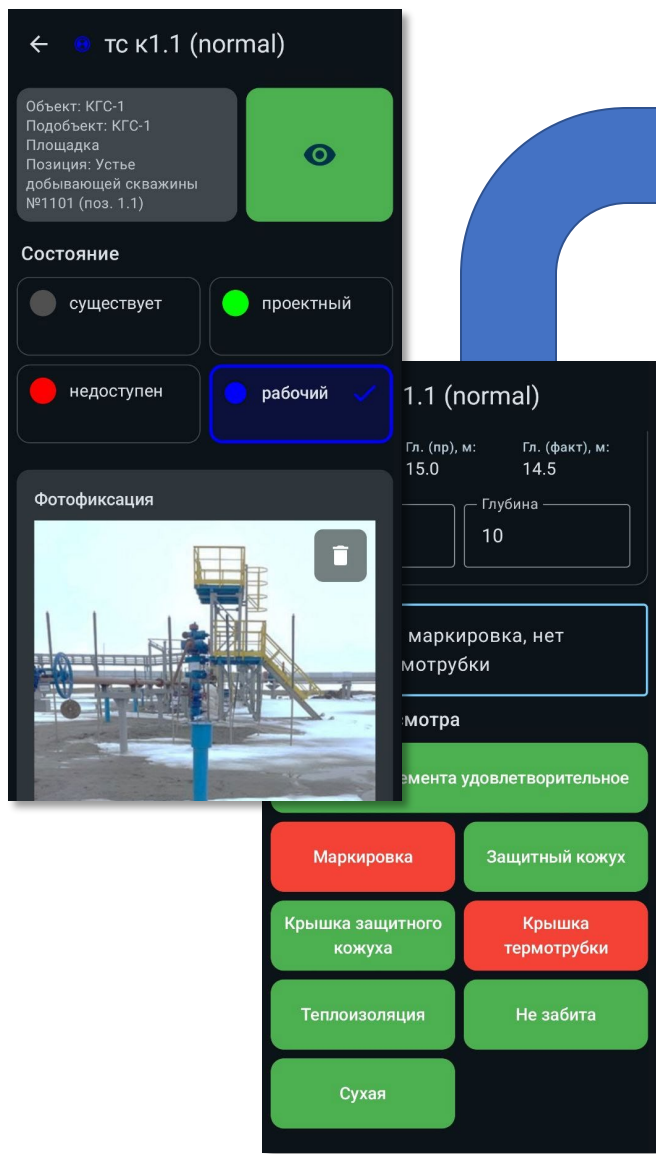 тс к1.1 (normal)
Объект: КГС-1
Подобъект: КГС-1
Площадка
Позиция: Устье
добывающей скважины
№1101 (поз. 1.1)
Состояние
существует
проектный
недоступен
рабочий
Фотофиксация
1.1 (normal)
Гл. (пр), м:
Гл. (факт), м:
15.0
14.5
Глубина
10
маркировка, нет
мотрубки
смотра
емента удовлетворительное
Маркировка
Защитный кожух
Крышка защитного
кожуха
Крышка
термотрубки
Теплоизоляция
Не забита
Сухая